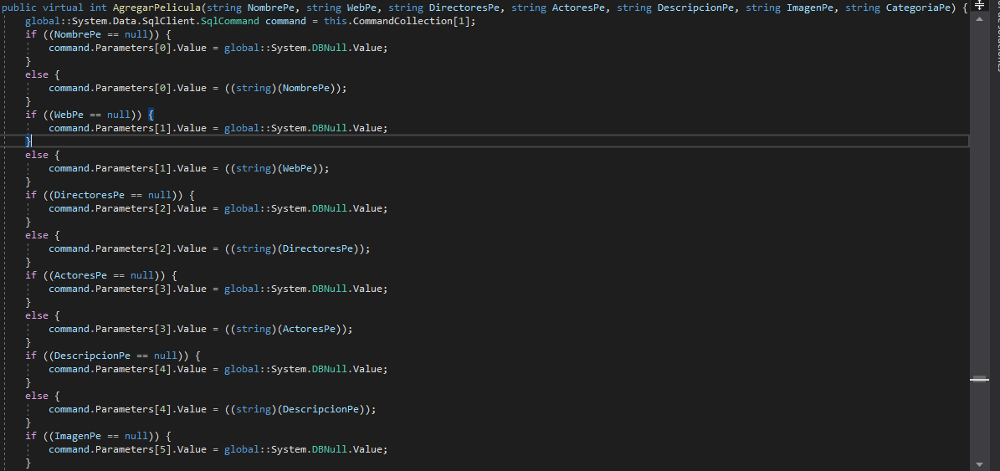 public virtual int AgregarPelicula(string NombrePe, string WebPe, string DirectoresPe, string ActoresPe, string DescripcionPe, string ImagenPe, string CategoriaPe) {
global::System.Data.SqlClient.SqlCommand command = this.CommandCollection[1];
if ((NombrePe == null)) {
command.Parameters[0].Value = global::System.DBNull.Value;
}
else {
command.Parameters[0].Value = ((string)(NombrePe));
}
if ((WebPe == null)) {
command.Parameters[1].Value = global::System.DBNull.Value;
}
else {
command.Parameters[1].Value = ((string)(WebPe));
}
if ((DirectoresPe == null)) {
command.Parameters[2].Value = global::System.DBNull.Value;
}
else {
command.Parameters[2].Value = ((string)(DirectoresPe));
}
if ((ActoresPe == null)) {
command.Parameters[3].Value = global::System.DBNull.Value;
}
else {
command.Parameters[3].Value = ((string)(ActoresPe));
}
if ((DescripcionPe == null)) {
command.Parameters[4].Value = global::System.DBNull.Value;
}
else {
command.Parameters[4].Value = ((string)(DescripcionPe));
}
if ((ImagenPe == null)) {
command.Parameters[5].Value = global::System.DBNull.Value;
}